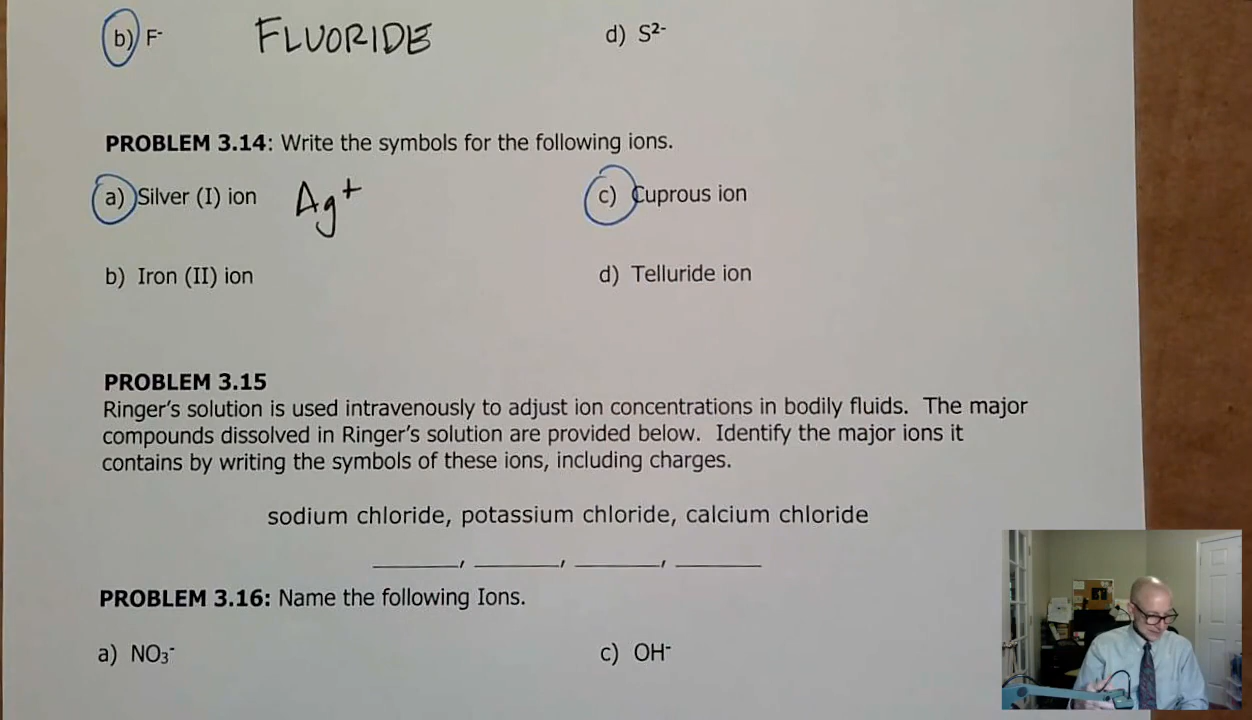 b) F⁻ FLUORIDE d) S²⁻
PROBLEM 3.14: Write the symbols for the following ions.
a) Silver (I) ion Ag⁺ c) Cuprous ion
b) Iron (II) ion d) Telluride ion
PROBLEM 3.15
Ringer's solution is used intravenously to adjust ion concentrations in bodily fluids. The major
compounds dissolved in Ringer's solution are provided below. Identify the major ions it
contains by writing the symbols of these ions, including charges.
sodium chloride, potassium chloride, calcium chloride
________, ________, ________, ________
PROBLEM 3.16: Name the following Ions.
a) NO₃⁻ c) OH⁻